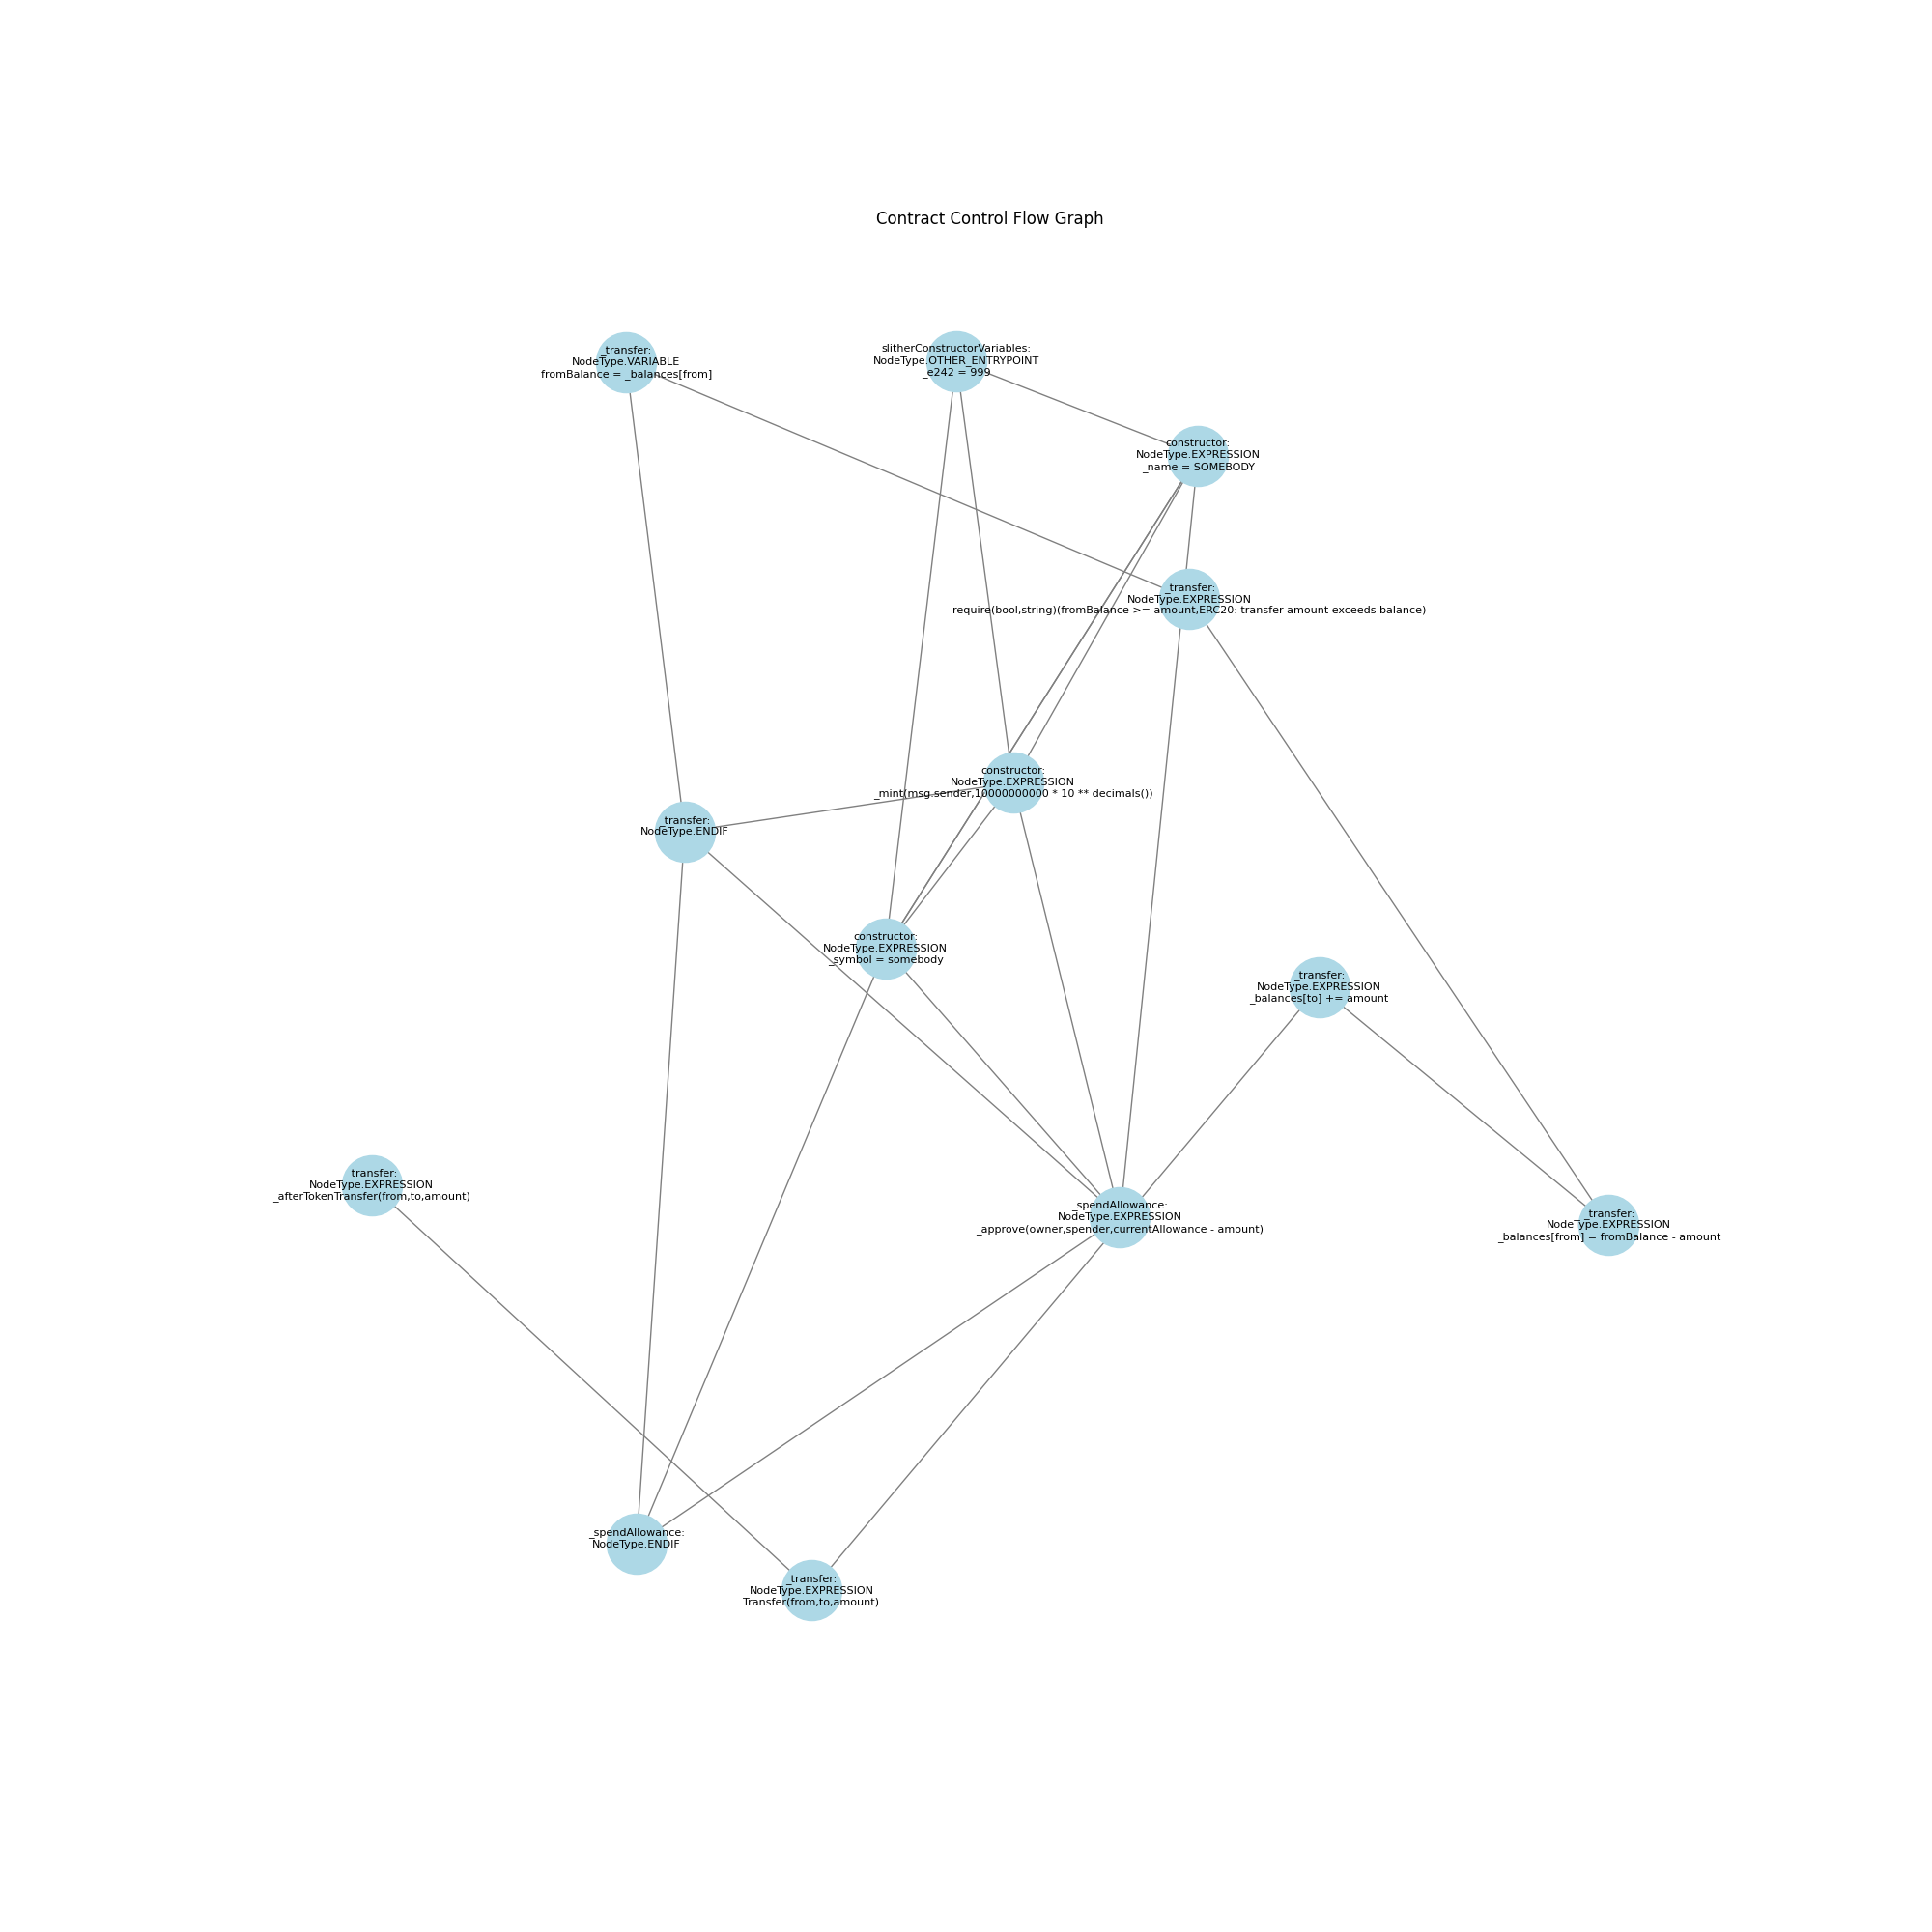 Contract Control Flow Graph
_transfer:
NodeType.VARIABLE
fromBalance = _balances[from]
slitherConstructorVariables:
NodeType.OTHER_ENTRYPOINT
_e242 = 999
constructor:
NodeType.EXPRESSION
_name = SOMEBODY
_transfer:
NodeType.EXPRESSION
require(bool,string)(fromBalance >= amount,ERC20: transfer amount exceeds balance)
constructor:
NodeType.EXPRESSION
_mint(msg.sender,10000000000 * 10 ** decimals())
_transfer:
NodeType.ENDIF
constructor:
NodeType.EXPRESSION
_symbol = somebody
_transfer:
NodeType.EXPRESSION
_balances[to] += amount
_transfer:
NodeType.EXPRESSION
_afterTokenTransfer(from,to,amount)
_spendAllowance:
NodeType.EXPRESSION
_approve(owner,spender,currentAllowance - amount)
_transfer:
NodeType.EXPRESSION
_balances[from] = fromBalance - amount
_spendAllowance:
NodeType.ENDIF
_transfer:
NodeType.EXPRESSION
Transfer(from,to,amount)